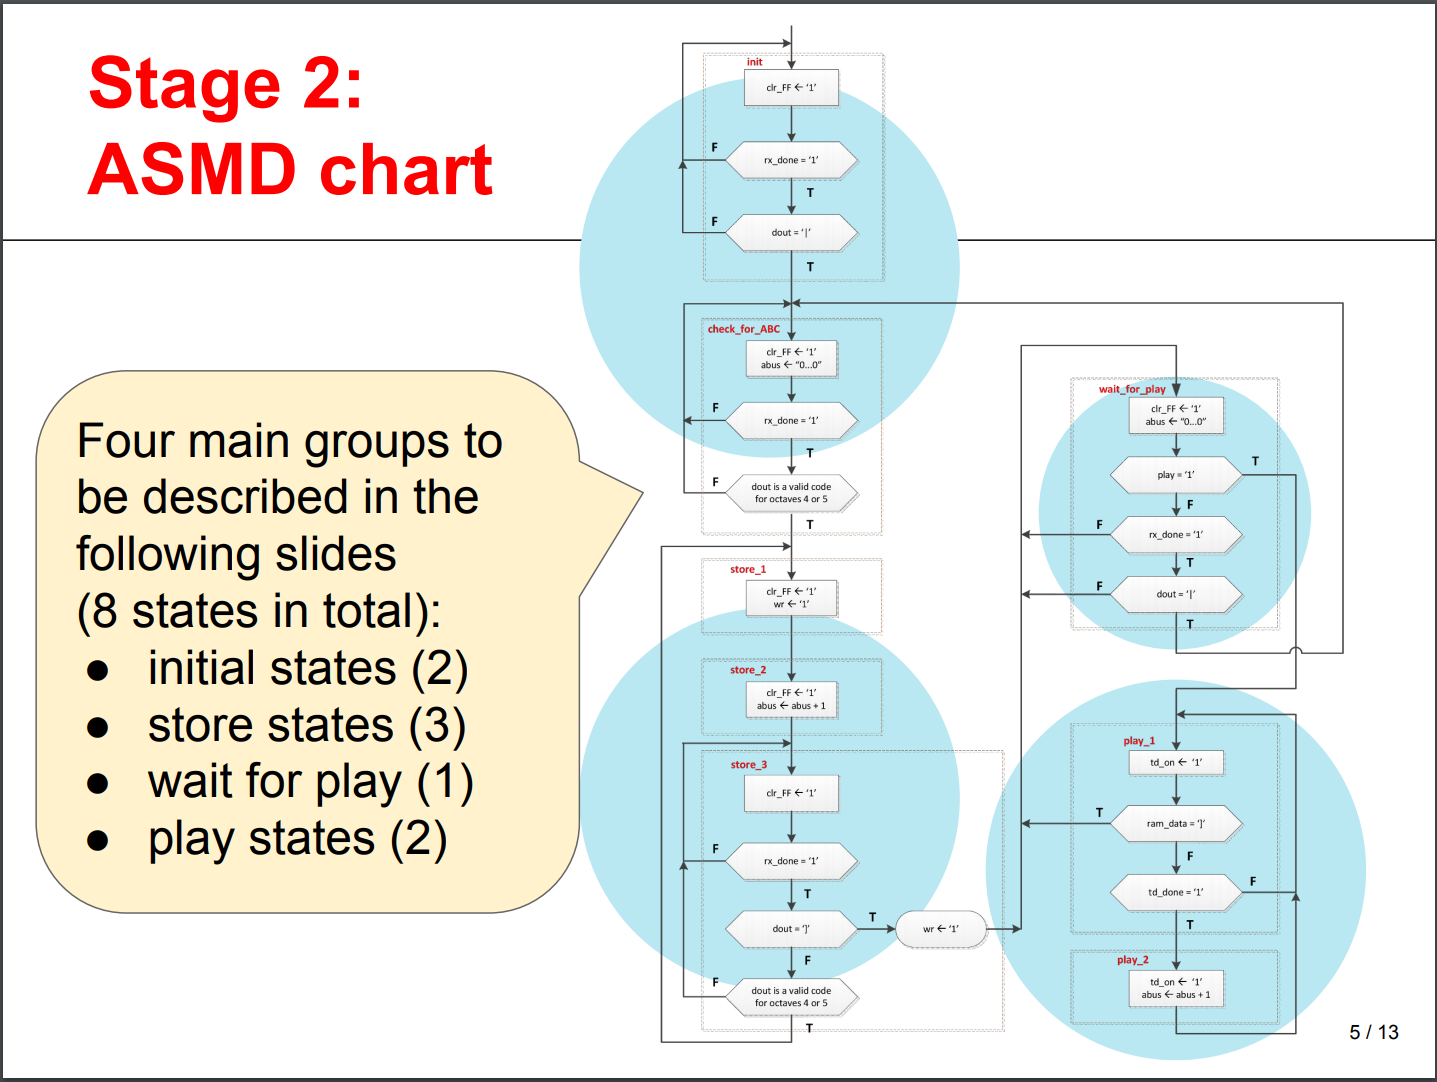 Stage 2:
ASMD chart
Four main groups to
be described in the
following slides
(8 states in total):
● initial states (2)
● store states (3)
● wait for play (1)
● play states (2)
init
clr_FF ← ‘1’
rx_done = ‘1’
F
T
dout = ‘|’
F
T
check_for_ABC
clr_FF ← ‘1’
abus ← “0...0”
rx_done = ‘1’
F
T
dout is a valid code
for octaves 4 or 5
F
T
store_1
clr_FF ← ‘1’
wr ← ‘1’
store_2
clr_FF ← ‘1’
abus ← abus + 1
store_3
clr_FF ← ‘1’
rx_done = ‘1’
F
T
dout = ‘]’
T
F
wr ← ‘1’
dout is a valid code
for octaves 4 or 5
F
T
wait_for_play
clr_FF ← ‘1’
abus ← “0...0”
play = ‘1’
T
F
rx_done = ‘1’
F
T
dout = ‘|’
F
T
play_1
td_on ← ‘1’
ram_data = ‘]’
T
F
td_done = ‘1’
F
T
play_2
td_on ← ‘1’
abus ← abus + 1
5 / 13